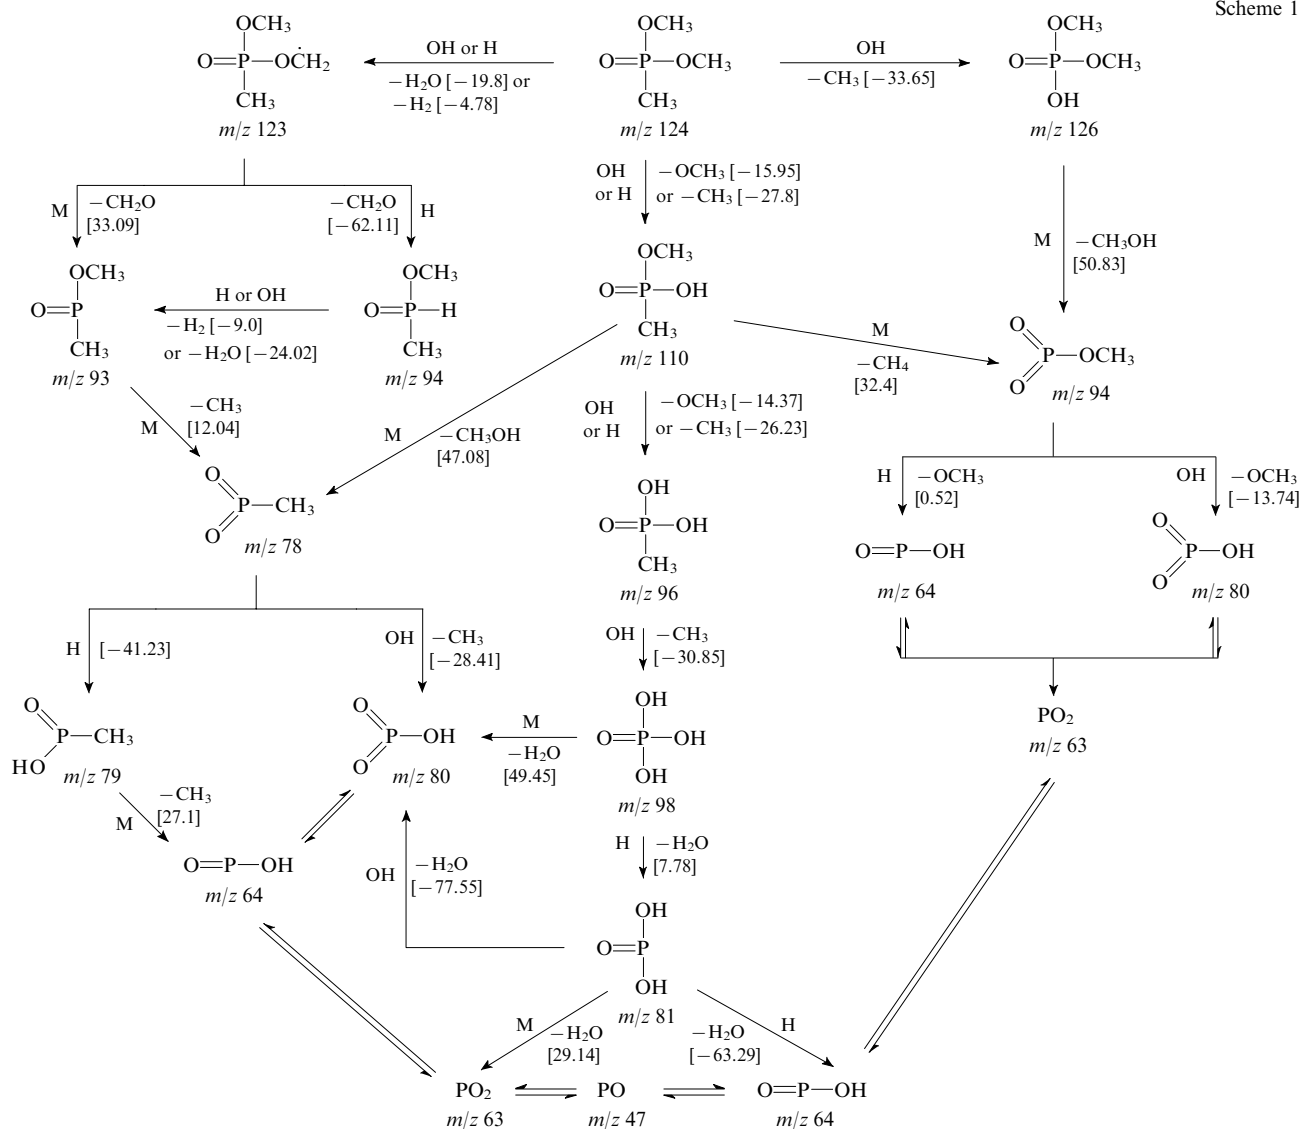 Scheme 1
OCH3
O=P—OĊH2
CH3
m/z 123
OH or H
−H2O [−19.8] or
−H2 [−4.78]
OCH3
O=P—OCH3
CH3
m/z 124
OH
−CH3 [−33.65]
OCH3
O=P—OCH3
OH
m/z 126
M
−CH2O
[33.09]
−CH2O
[−62.11]
H
OH
or H
−OCH3 [−15.95]
or −CH3 [−27.8]
M
−CH3OH
[50.83]
OCH3
O=P
CH3
m/z 93
H or OH
−H2 [−9.0]
or −H2O [−24.02]
OCH3
O=P—H
CH3
m/z 94
OCH3
O=P—OH
CH3
m/z 110
M
−CH4
[32.4]
O
P—OCH3
O
m/z 94
−CH3
[12.04]
M
M
−CH3OH
[47.08]
OH
or H
−OCH3 [−14.37]
or −CH3 [−26.23]
H
−OCH3
[0.52]
OH
−OCH3
[−13.74]
O
P—CH3
O
m/z 78
OH
O=P—OH
CH3
m/z 96
O=P—OH
m/z 64
O
P—OH
O
m/z 80
H
[−41.23]
OH
−CH3
[−28.41]
OH
−CH3
[−30.85]
PO2
m/z 63
O
P—CH3
HO
m/z 79
O
P—OH
O
m/z 80
M
−H2O
[49.45]
OH
O=P—OH
OH
m/z 98
−CH3
[27.1]
M
O=P—OH
m/z 64
OH
−H2O
[−77.55]
H
−H2O
[7.78]
OH
O=P
OH
m/z 81
M
−H2O
[29.14]
−H2O
[−63.29]
H
PO2
m/z 63
PO
m/z 47
O=P—OH
m/z 64